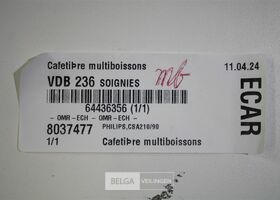 CafetiÞre multiboissons
11.04.24
VDB 236 SOIGNIES
64436356 (1/1)
- OMR-ECH - - OMR-ECH -
8037477 PHILIPS,CSA210/90
1/1 CafetiÞre multiboissons
ECAR
BELGA VEILINGEN